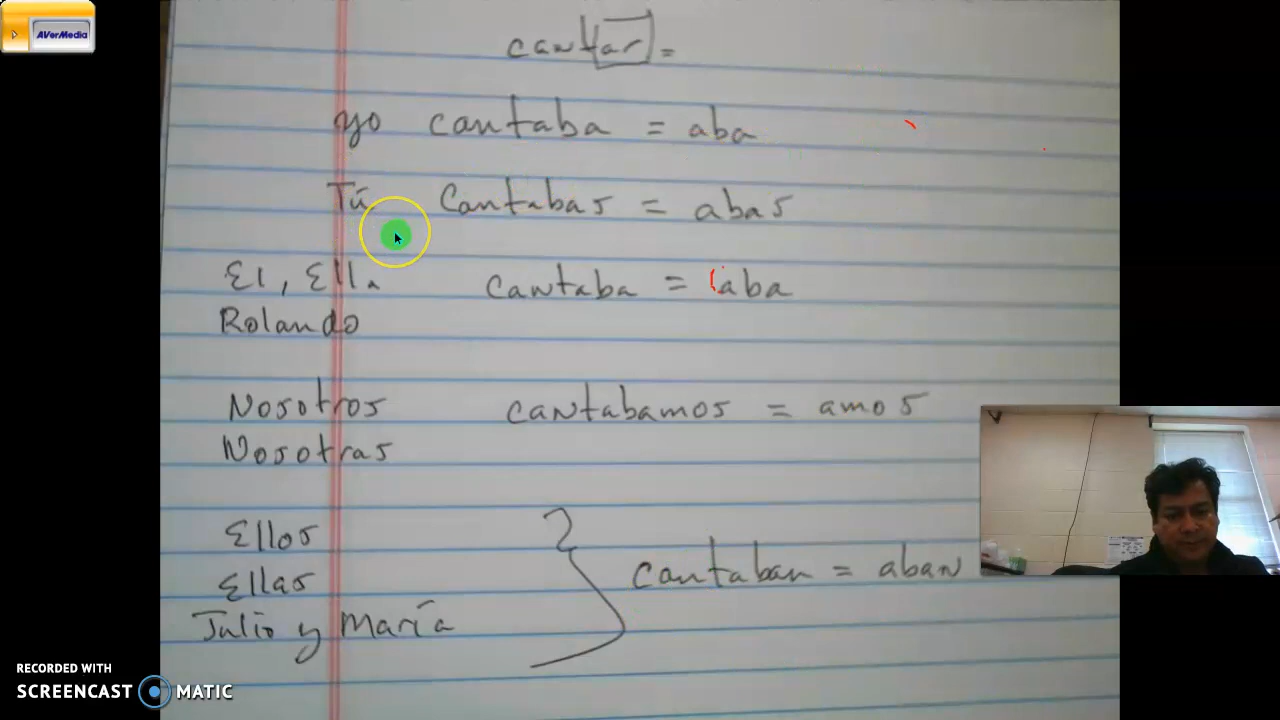 AVerMedia
cantar =
yo cantaba = aba
Tú cantabas = abas
El, Ella cantaba = aba
Rolando
Nosotros cantabamos = amos
Nosotras
Ellos
Ellas cantaban = aban
Julio y María
RECORDED WITH
SCREENCAST MATIC